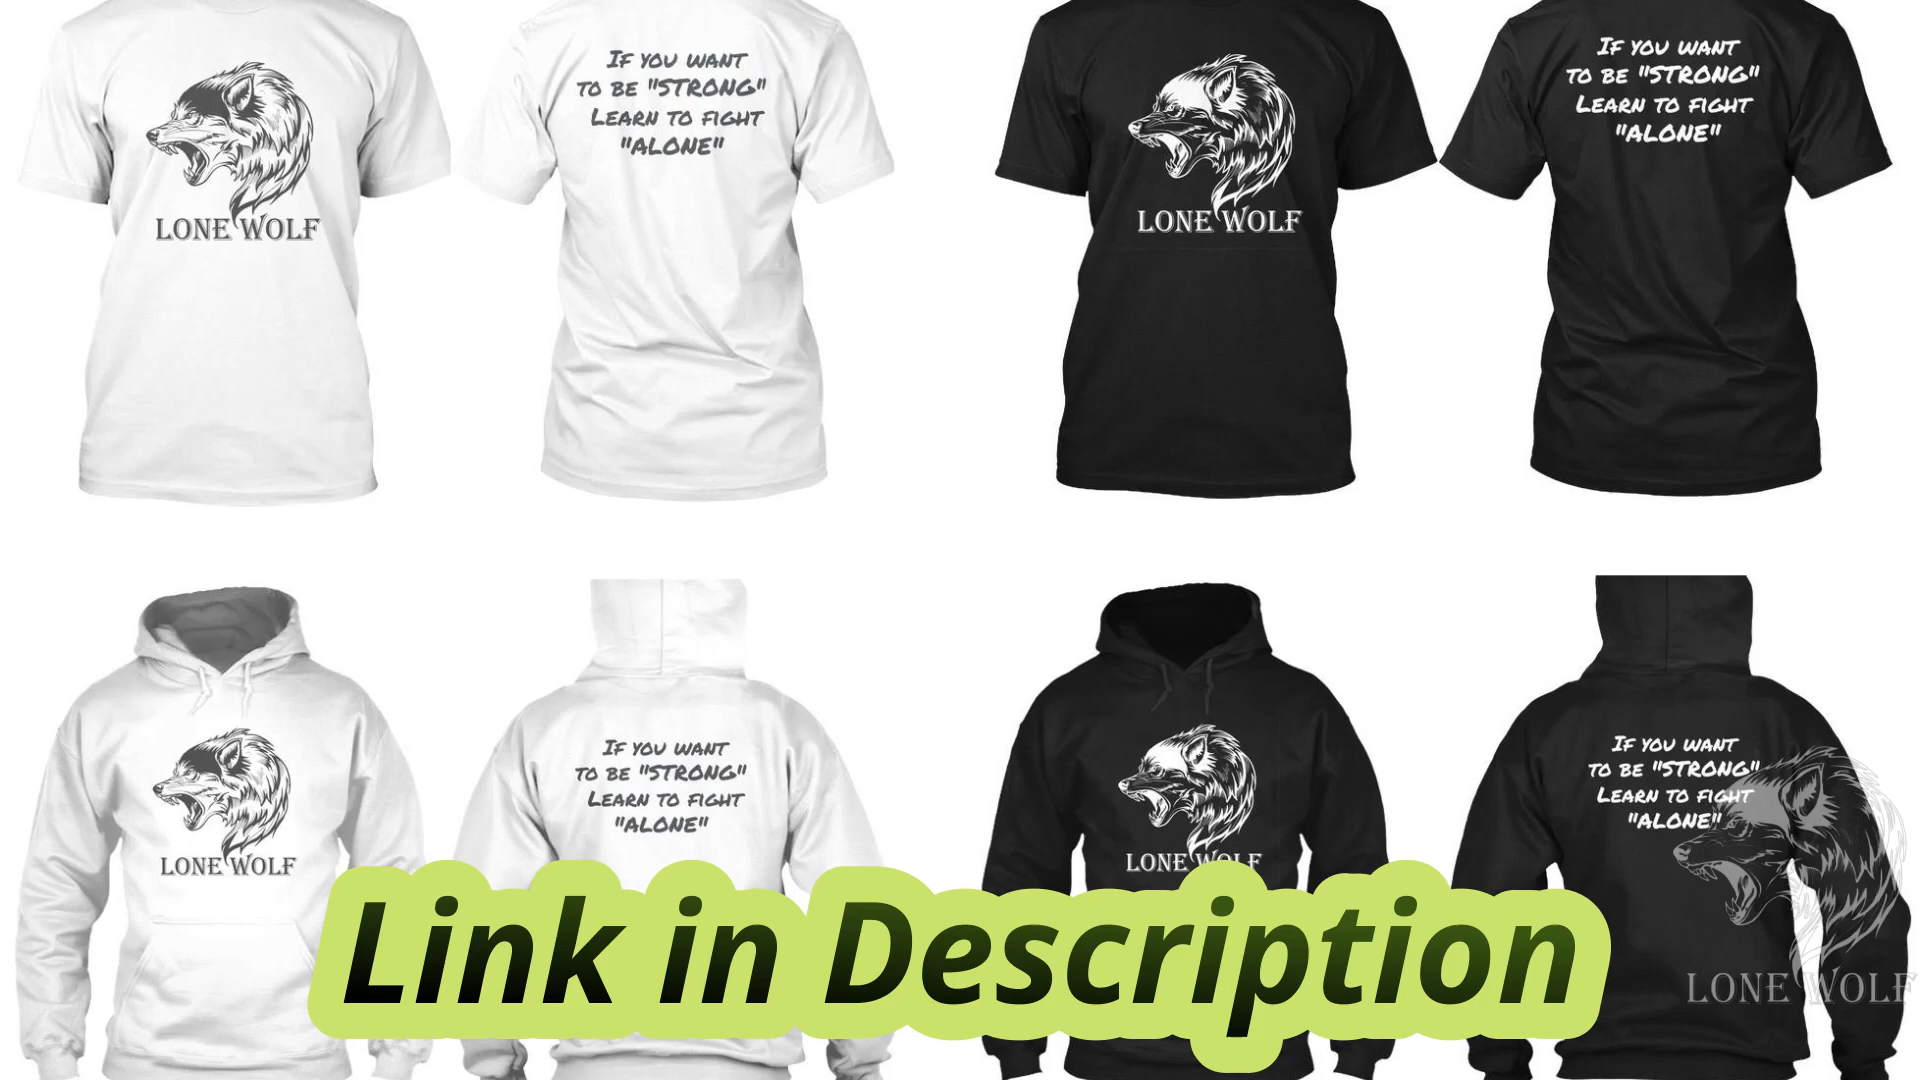 LONE WOLF
If you want
to be "STRONG"
Learn to fight
"ALONE"
LONE WOLF
If you want
to be "STRONG"
Learn to fight
"ALONE"
LONE WOLF
If you want
to be "STRONG"
Learn to fight
"ALONE"
LONE WOLF
If you want
to be "STRONG"
Learn to fight
"ALONE"
LONE WOLF
Link in Description